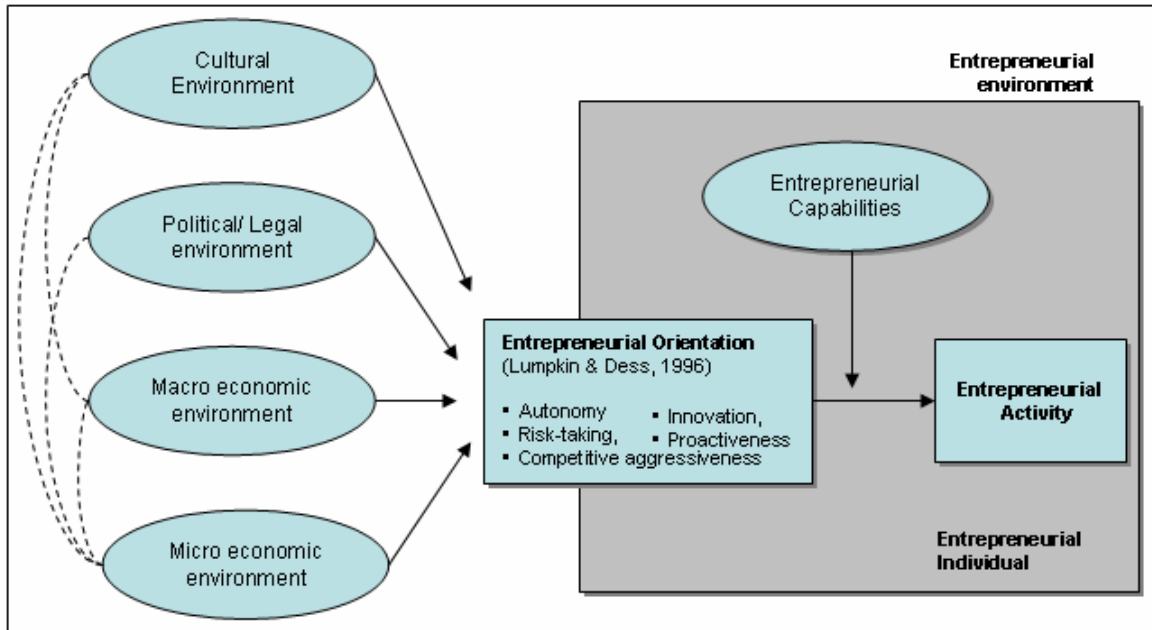 Cultural
Environment
Political/ Legal
environment
Macro economic
environment
Micro economic
environment
Entrepreneurial
environment
Entrepreneurial
Capabilities
Entrepreneurial Orientation
(Lumpkin & Dess, 1996)
▪ Autonomy ▪ Innovation,
▪ Risk-taking, ▪ Proactiveness
▪ Competitive aggressiveness
Entrepreneurial
Activity
Entrepreneurial
Individual